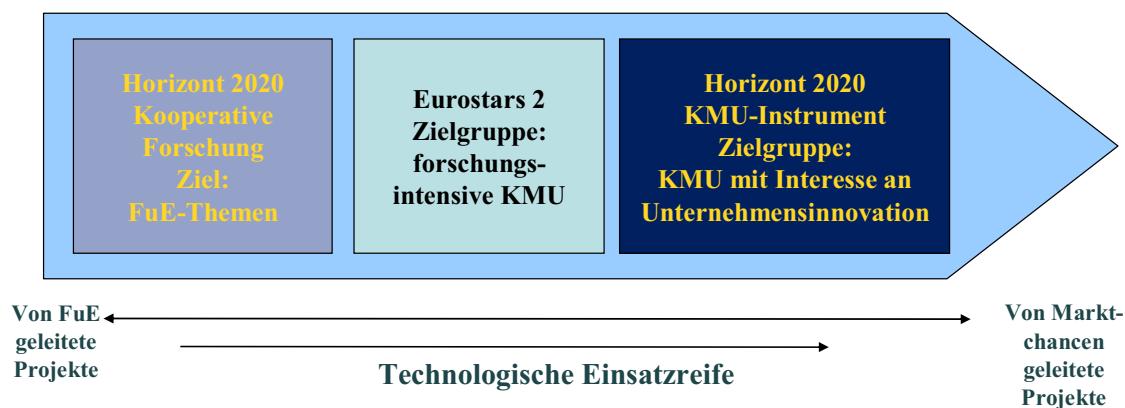 Horizont 2020
Kooperative
Forschung
Ziel:
FuE-Themen
Eurostars 2
Zielgruppe:
forschungs-
intensive KMU
Horizont 2020
KMU-Instrument
Zielgruppe:
KMU mit Interesse an
Unternehmensinnovation
Von FuE
geleitete
Projekte
Technologische Einsatzreife
Von Markt-
chancen
geleitete
Projekte